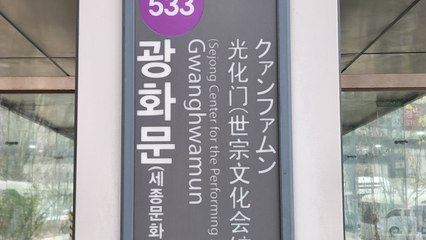 533
광화문(세종문화
Gwanghwamun
(Sejong Center for the Performing
光化门(世宗文化会
クァンファムン